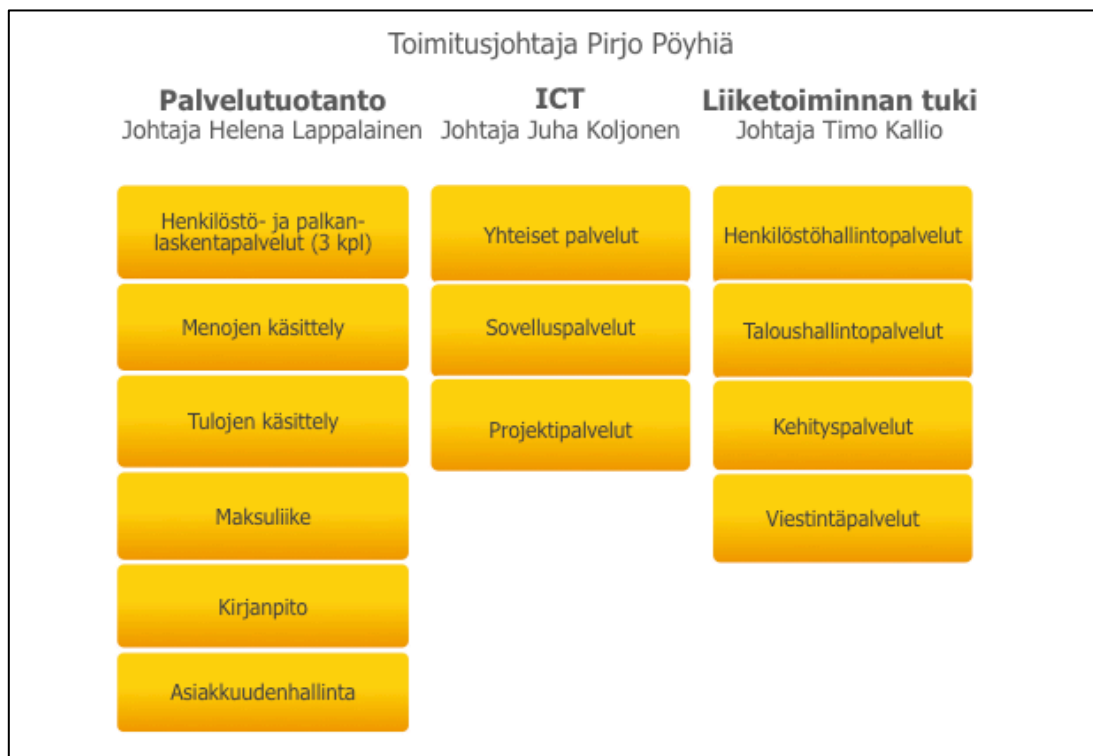 Toimitusjohtaja Pirjo Pöyhiä
Palvelutuotanto
Johtaja Helena Lappalainen
Henkilöstö- ja palkan-
laskentapalvelut (3 kpl)
Menojen käsittely
Tulojen käsittely
Maksuliike
Kirjanpito
Asiakkuudenhallinta
ICT
Johtaja Juha Koljonen
Yhteiset palvelut
Sovelluspalvelut
Projektipalvelut
Liiketoiminnan tuki
Johtaja Timo Kallio
Henkilöstöhallintopalvelut
Taloushallintopalvelut
Kehityspalvelut
Viestintäpalvelut